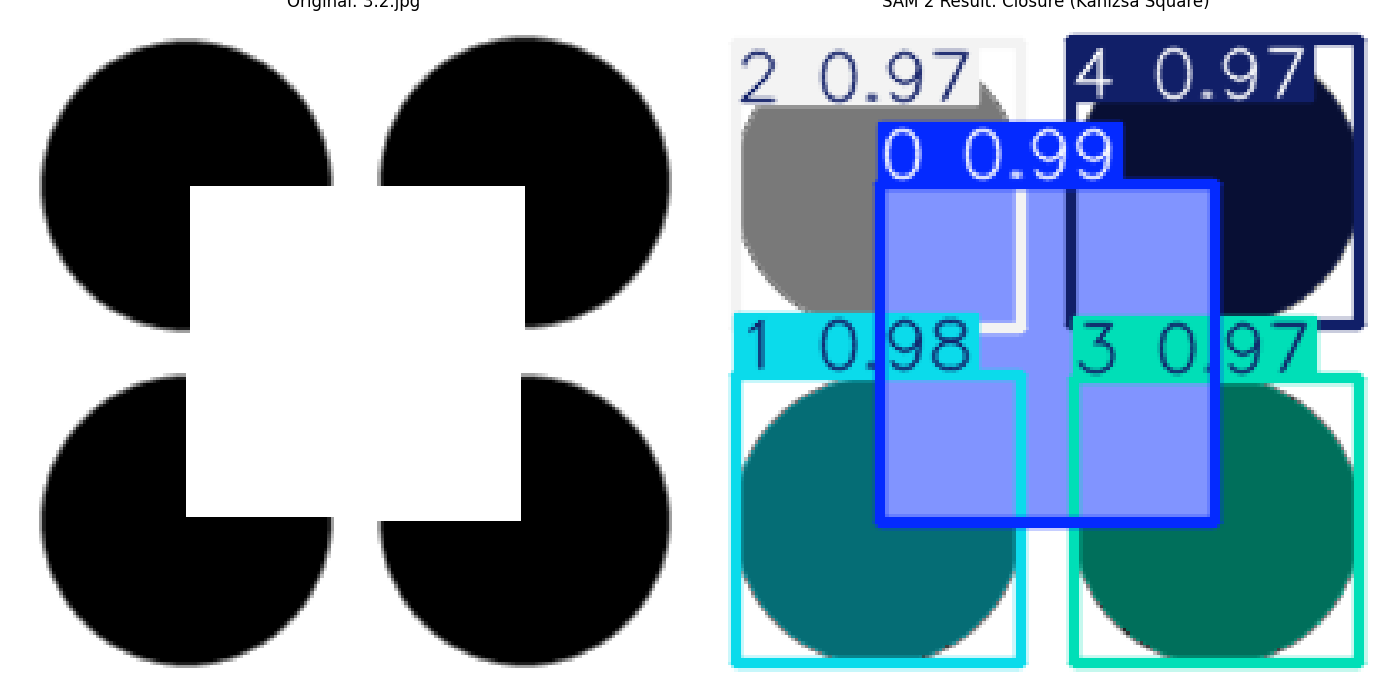 Original: 3.2.jpg
SAM 2 Result: Closure (Kanizsa Square)
2 0.97
4 0.97
0 0.99
1 0.98
3 0.97